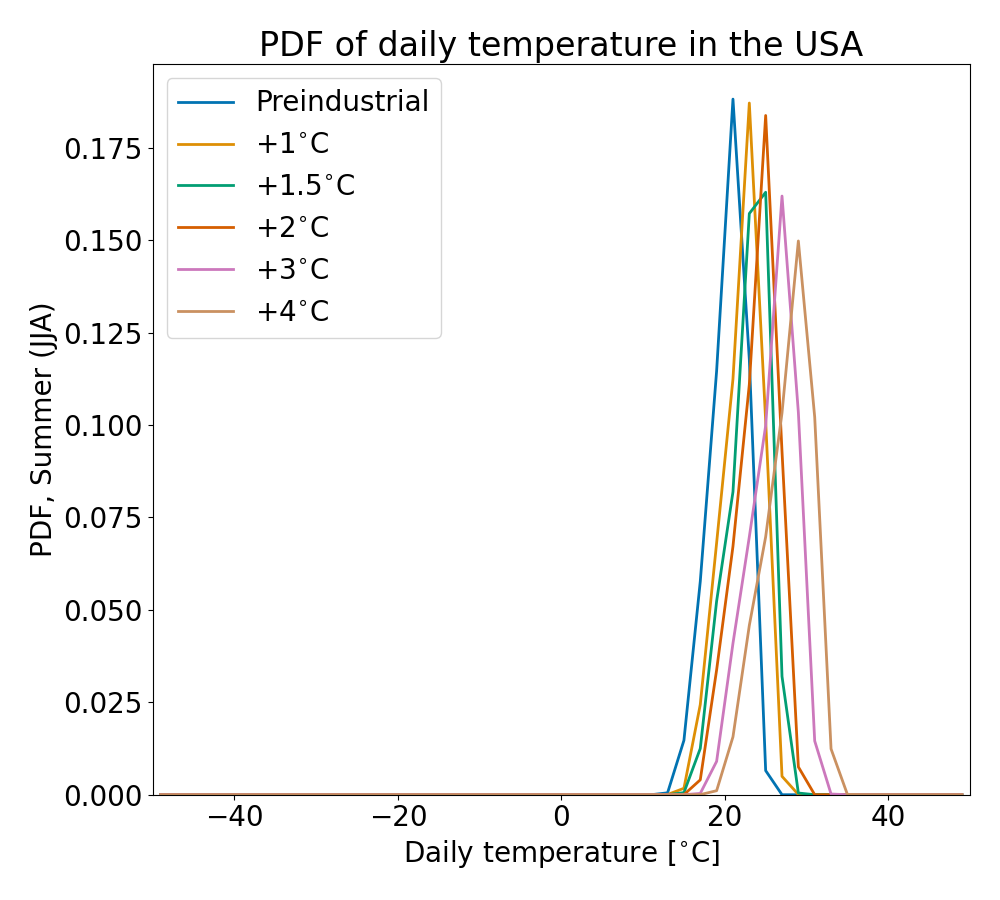 PDF of daily temperature in the USA
Preindustrial
+1°C
+1.5°C
+2°C
+3°C
+4°C
PDF, Summer (JJA)
0.175
0.150
0.125
0.100
0.075
0.050
0.025
0.000
−40
−20
0
20
40
Daily temperature [°C]